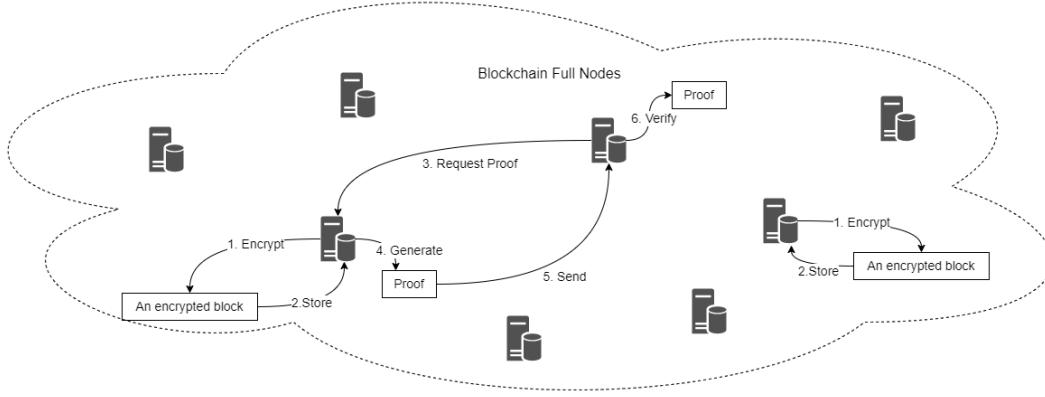 Blockchain Full Nodes
Proof
6. Verify
3. Request Proof
1. Encrypt
4. Generate
Proof
5. Send
An encrypted block
2.Store
1. Encrypt
2.Store
An encrypted block